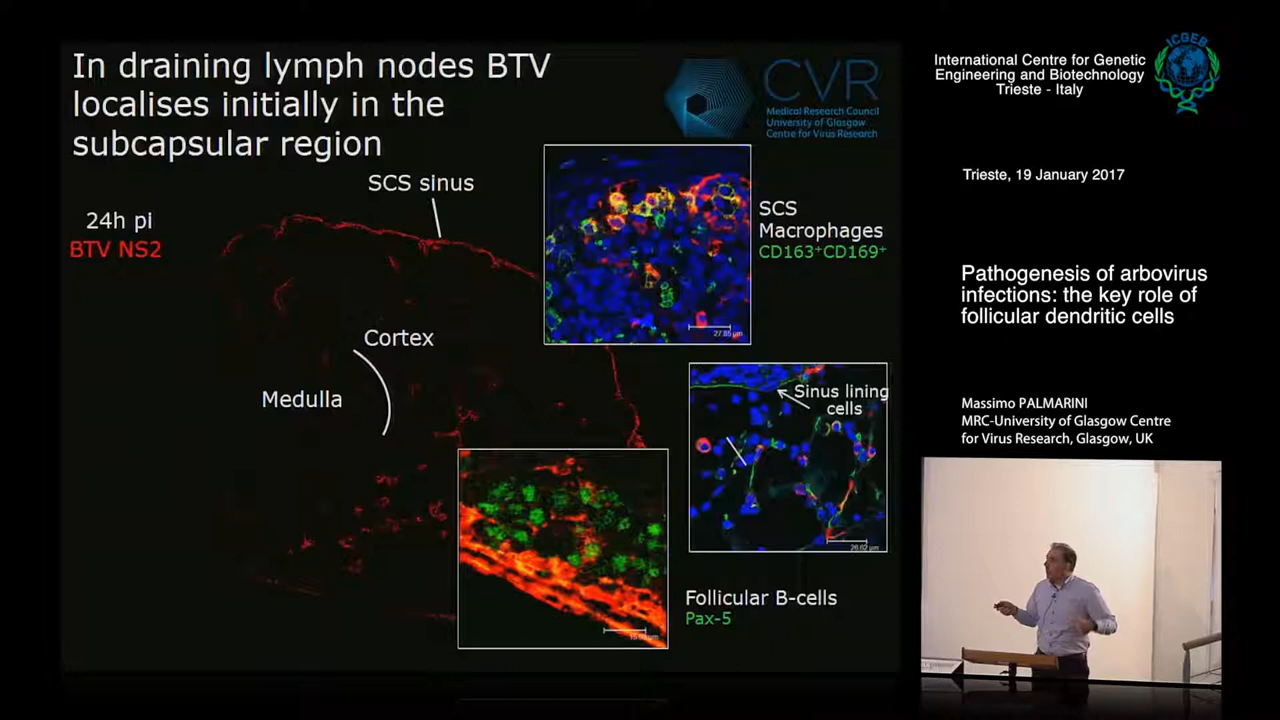 In draining lymph nodes BTV
localises initially in the
subcapsular region
CVR
Medical Research Council
University of Glasgow
Centre for Virus Research
SCS sinus
24h pi
BTV NS2
SCS
Macrophages
CD163⁺CD169⁺
Cortex
Medulla
Sinus lining
cells
Follicular B-cells
Pax-5
International Centre for Genetic
Engineering and Biotechnology
Trieste - Italy
ICGEB
Trieste, 19 January 2017
Pathogenesis of arbovirus
infections: the key role of
follicular dendritic cells
Massimo PALMARINI
MRC-University of Glasgow Centre
for Virus Research, Glasgow, UK